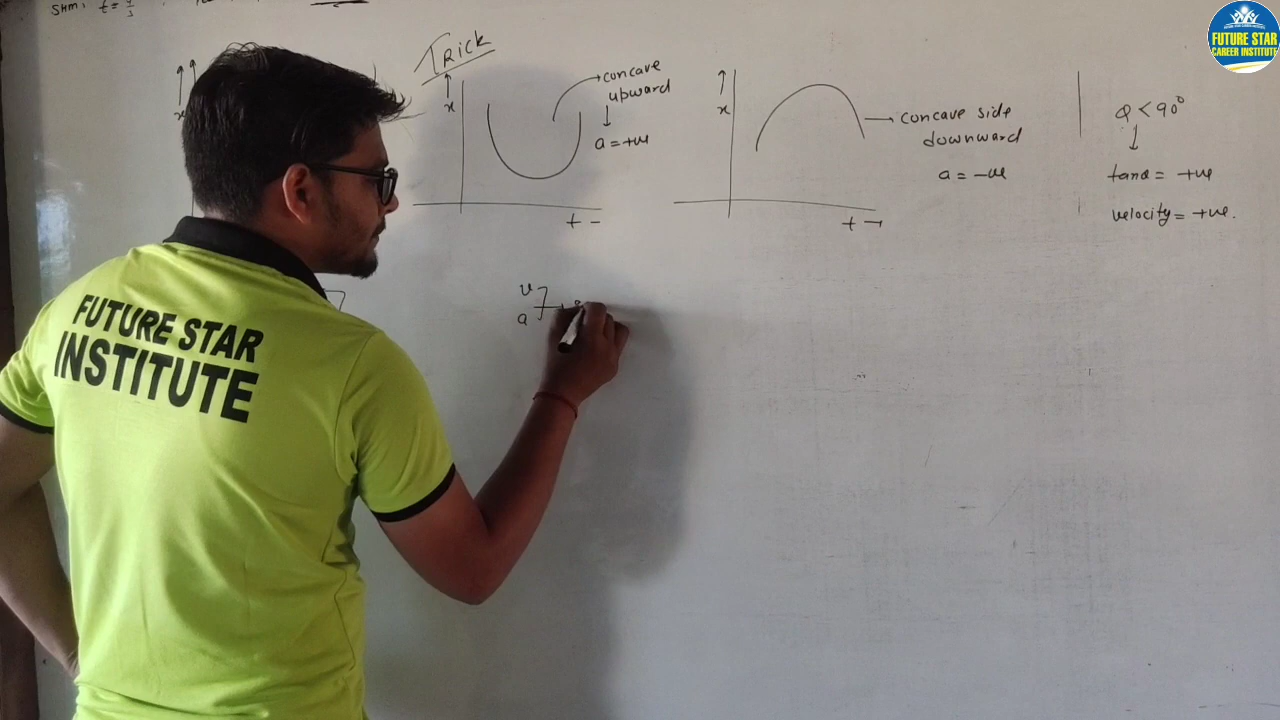 SHM,
Trick
x
concave
upward
a = +ve
x
concave side
downward
a = -ve
θ < 90°
tanθ = +ve
velocity = +ve.
v
a
FUTURE STAR
INSTITUTE
FUTURE STAR
CAREER INSTITUTE